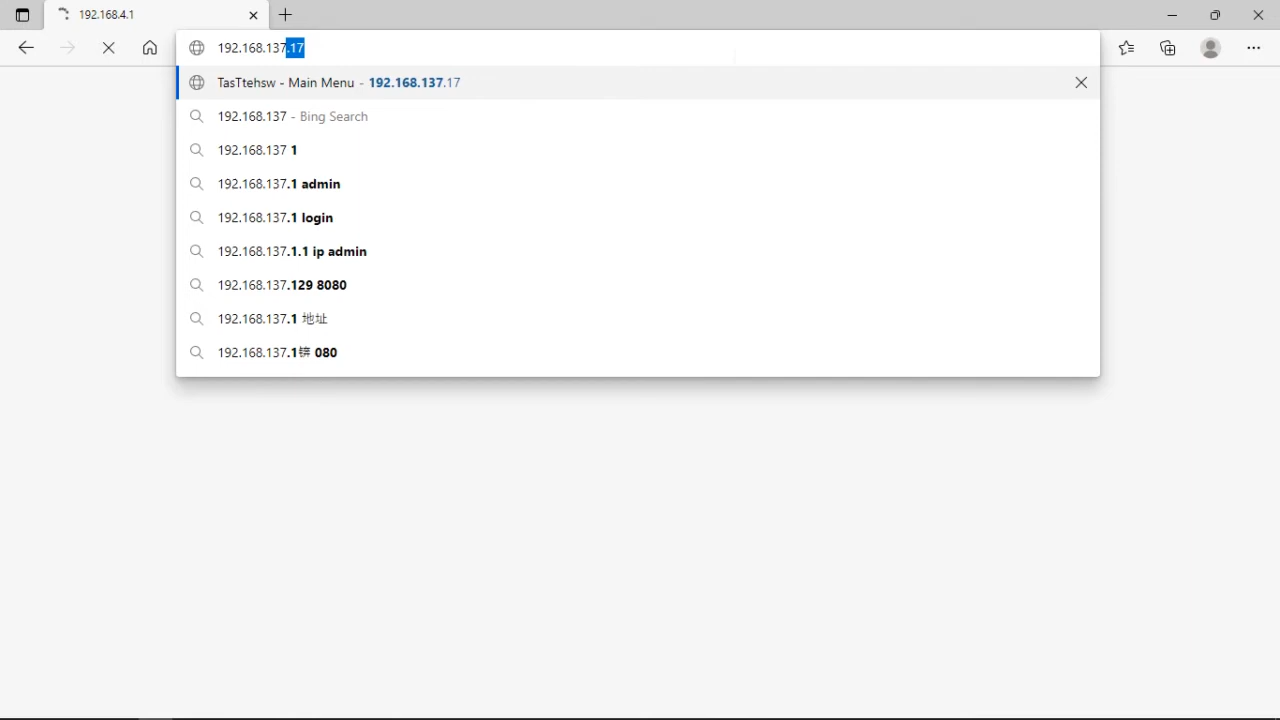 192.168.4.1
192.168.137.17
TasTtehsw - Main Menu - 192.168.137.17
192.168.137 - Bing Search
192.168.137 1
192.168.137.1 admin
192.168.137.1 login
192.168.137.1.1 ip admin
192.168.137.129 8080
192.168.137.1 地址
192.168.137.1锛 080